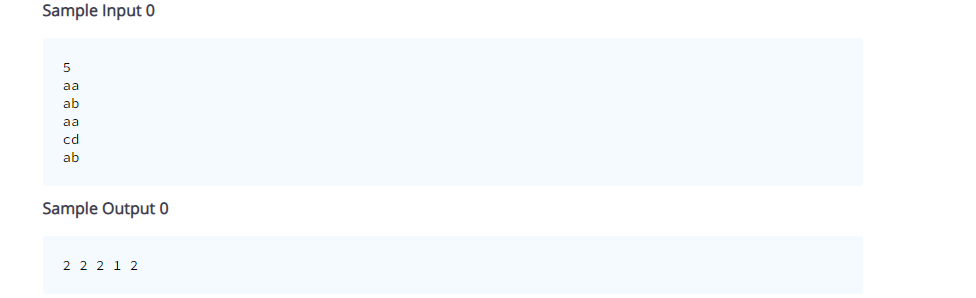 Sample Input 0
5
aa
ab
aa
cd
ab
Sample Output 0
2 2 2 1 2